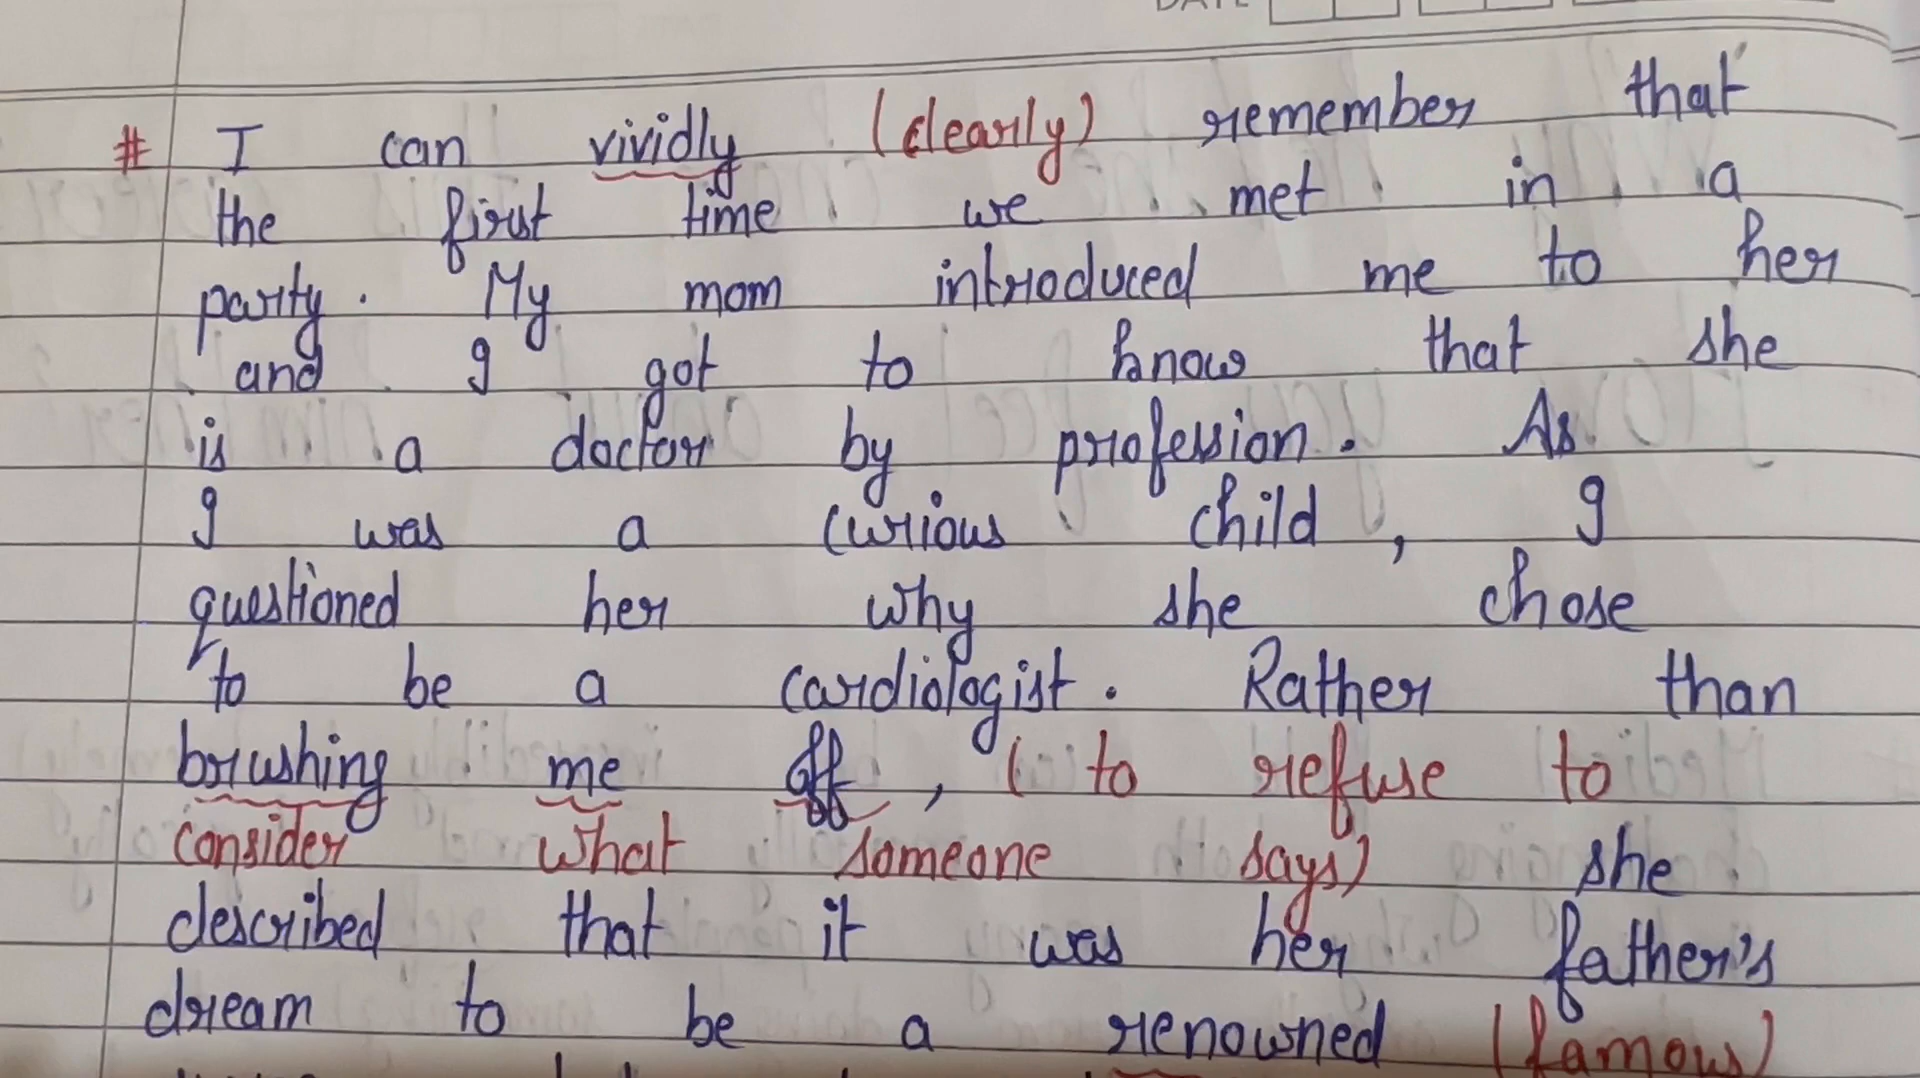 DATE
# I can vividly (clearly) remember that
the first time we met in a
party. My mom introduced me to her
and I got to know that she
is a doctor by profession. As
I was a curious child, I
questioned her why she chose
to be a cardiologist. Rather than
brushing me off, (to refuse to
consider what someone says) she
described that it was her father's
dream to be a renowned (famous)